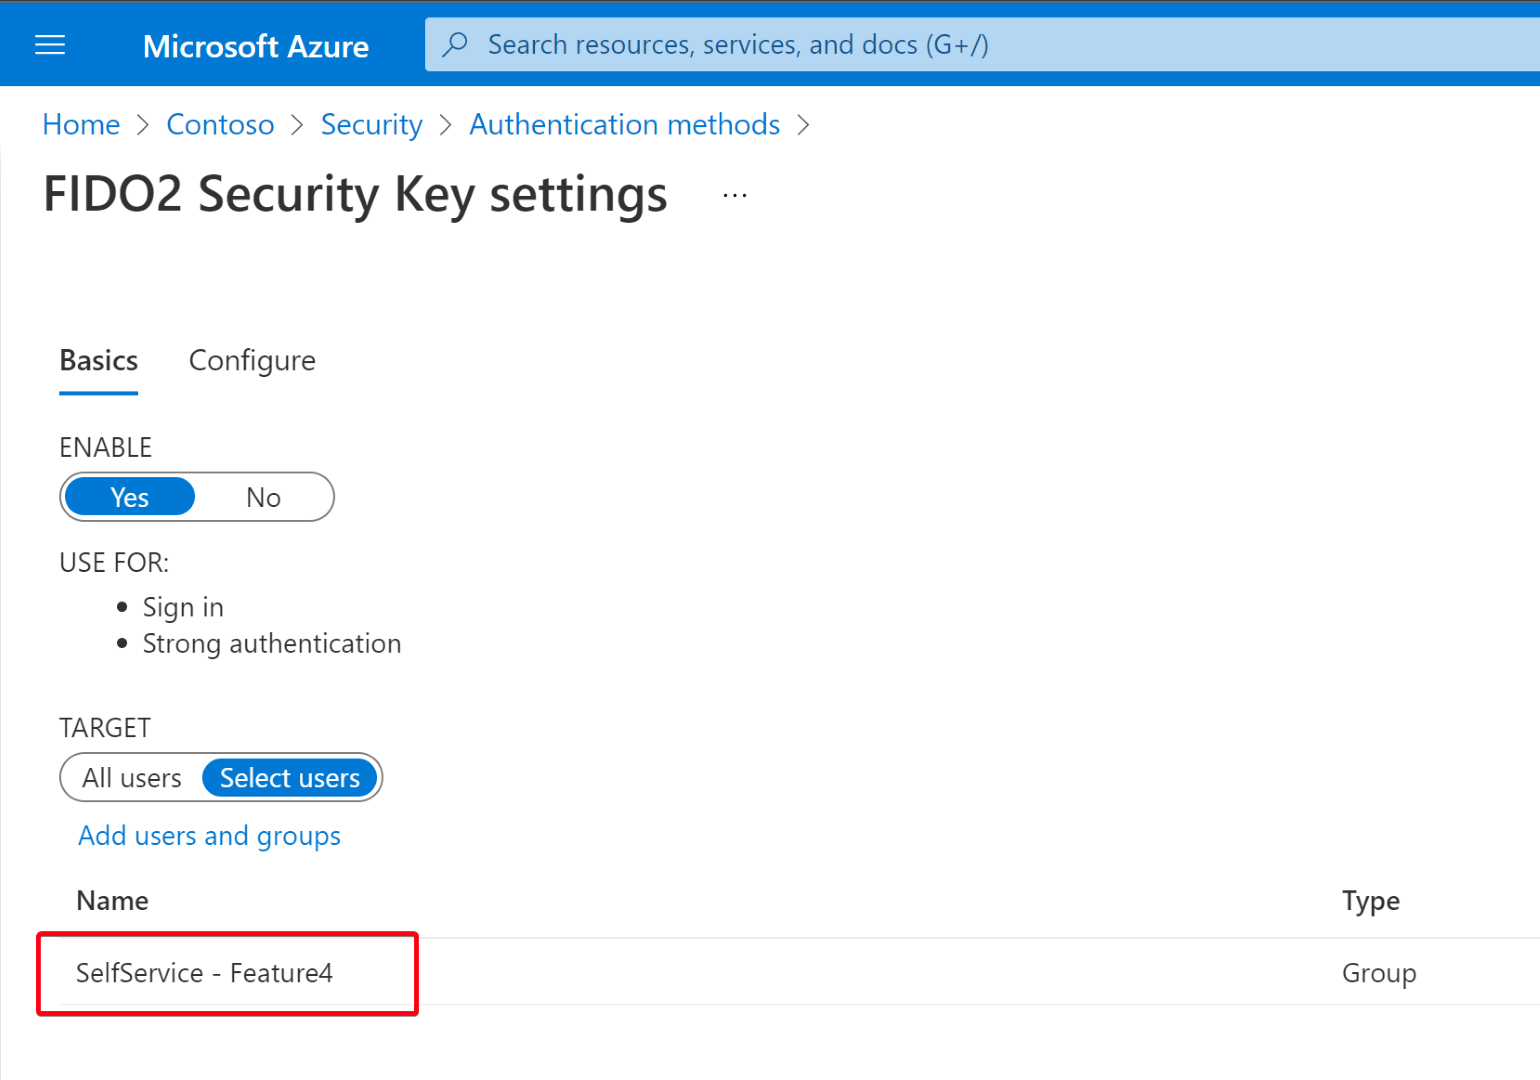 Microsoft Azure
Search resources, services, and docs (G+/)
Home > Contoso > Security > Authentication methods >
FIDO2 Security Key settings ...
Basics Configure
ENABLE
Yes No
USE FOR:
• Sign in
• Strong authentication
TARGET
All users Select users
Add users and groups
Name Type
SelfService - Feature4 Group